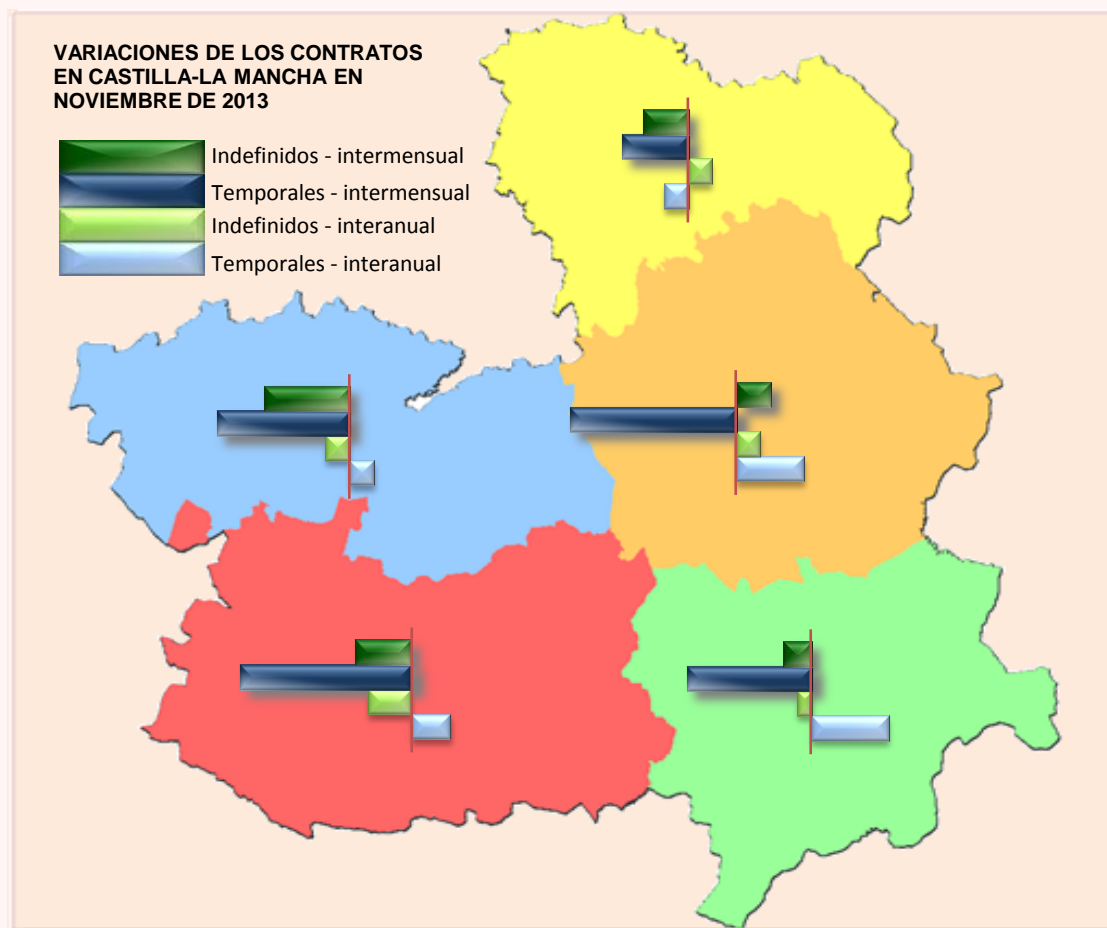 VARIACIONES DE LOS CONTRATOS
EN CASTILLA-LA MANCHA EN
NOVIEMBRE DE 2013
Indefinidos - intermensual
Temporales - intermensual
Indefinidos - interanual
Temporales - interanual